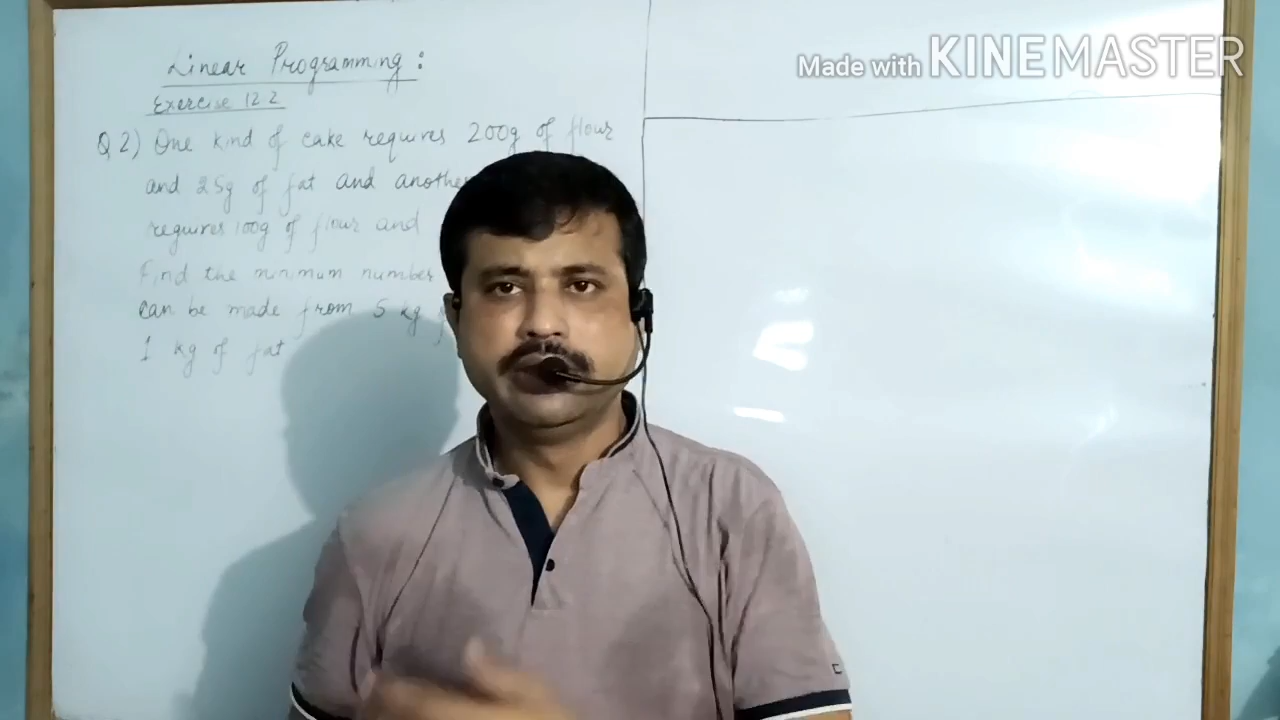 Linear Programming :
Exercise 12.2
Q.2) One kind of cake requires 200g of flour
and 25g of fat and another
requires 100g of flour and
Find the minimum number
can be made from 5 kg
1 kg of fat
Made with KINEMASTER